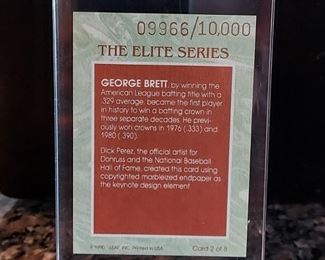 09966/10,000
THE ELITE SERIES
GEORGE BRETT, by winning the
American League batting title with a
.329 average, became the first player
in history to win a batting crown in
three separate decades. He previ-
ously won crowns in 1976 (.333) and
1980 (.390).
Dick Perez, the official artist for
Donruss and the National Baseball
Hall of Fame, created this card using
copyrighted marbleized endpaper as
the keynote design element.
LEAF, INC. Printed in USA
Card 2 of 8